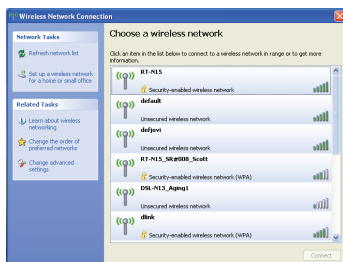 Wireless Network Connection
Network Tasks
Refresh network list
Set up a wireless network
for a home or small office
Related Tasks
Learn about wireless
networking
Change the order of
preferred networks
Change advanced
settings
Choose a wireless network
Click an item in the list below to connect to a wireless network in range or to get more
information.
RT-N15
Security-enabled wireless network
default
Unsecured wireless network
defjovi
Unsecured wireless network
RT-N15_SR#008_Scott
Security-enabled wireless network (WPA)
DSL-N13_Aging1
Unsecured wireless network
dlink
Security-enabled wireless network (WPA)
Connect